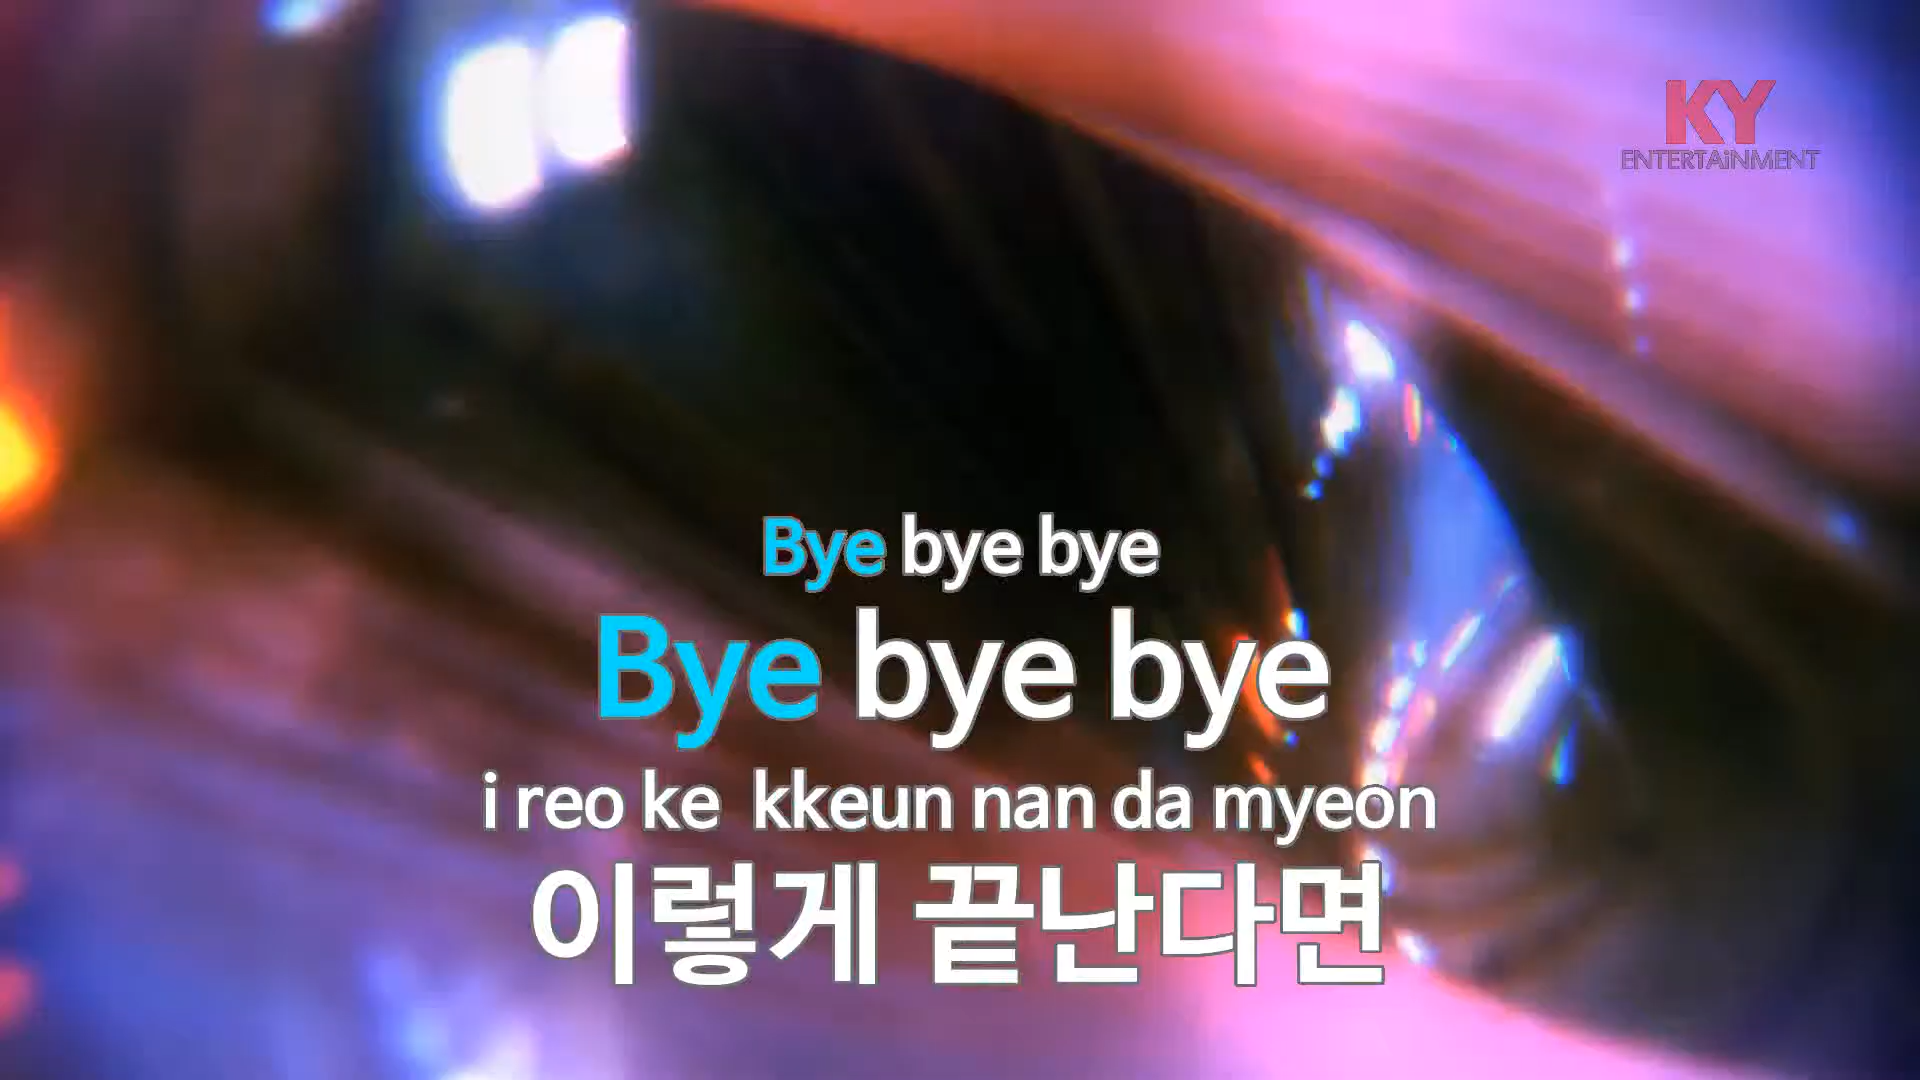 KY
ENTERTAiNMENT
Bye bye bye
Bye bye bye
i reo ke kkeun nan da myeon
이렇게 끝난다면